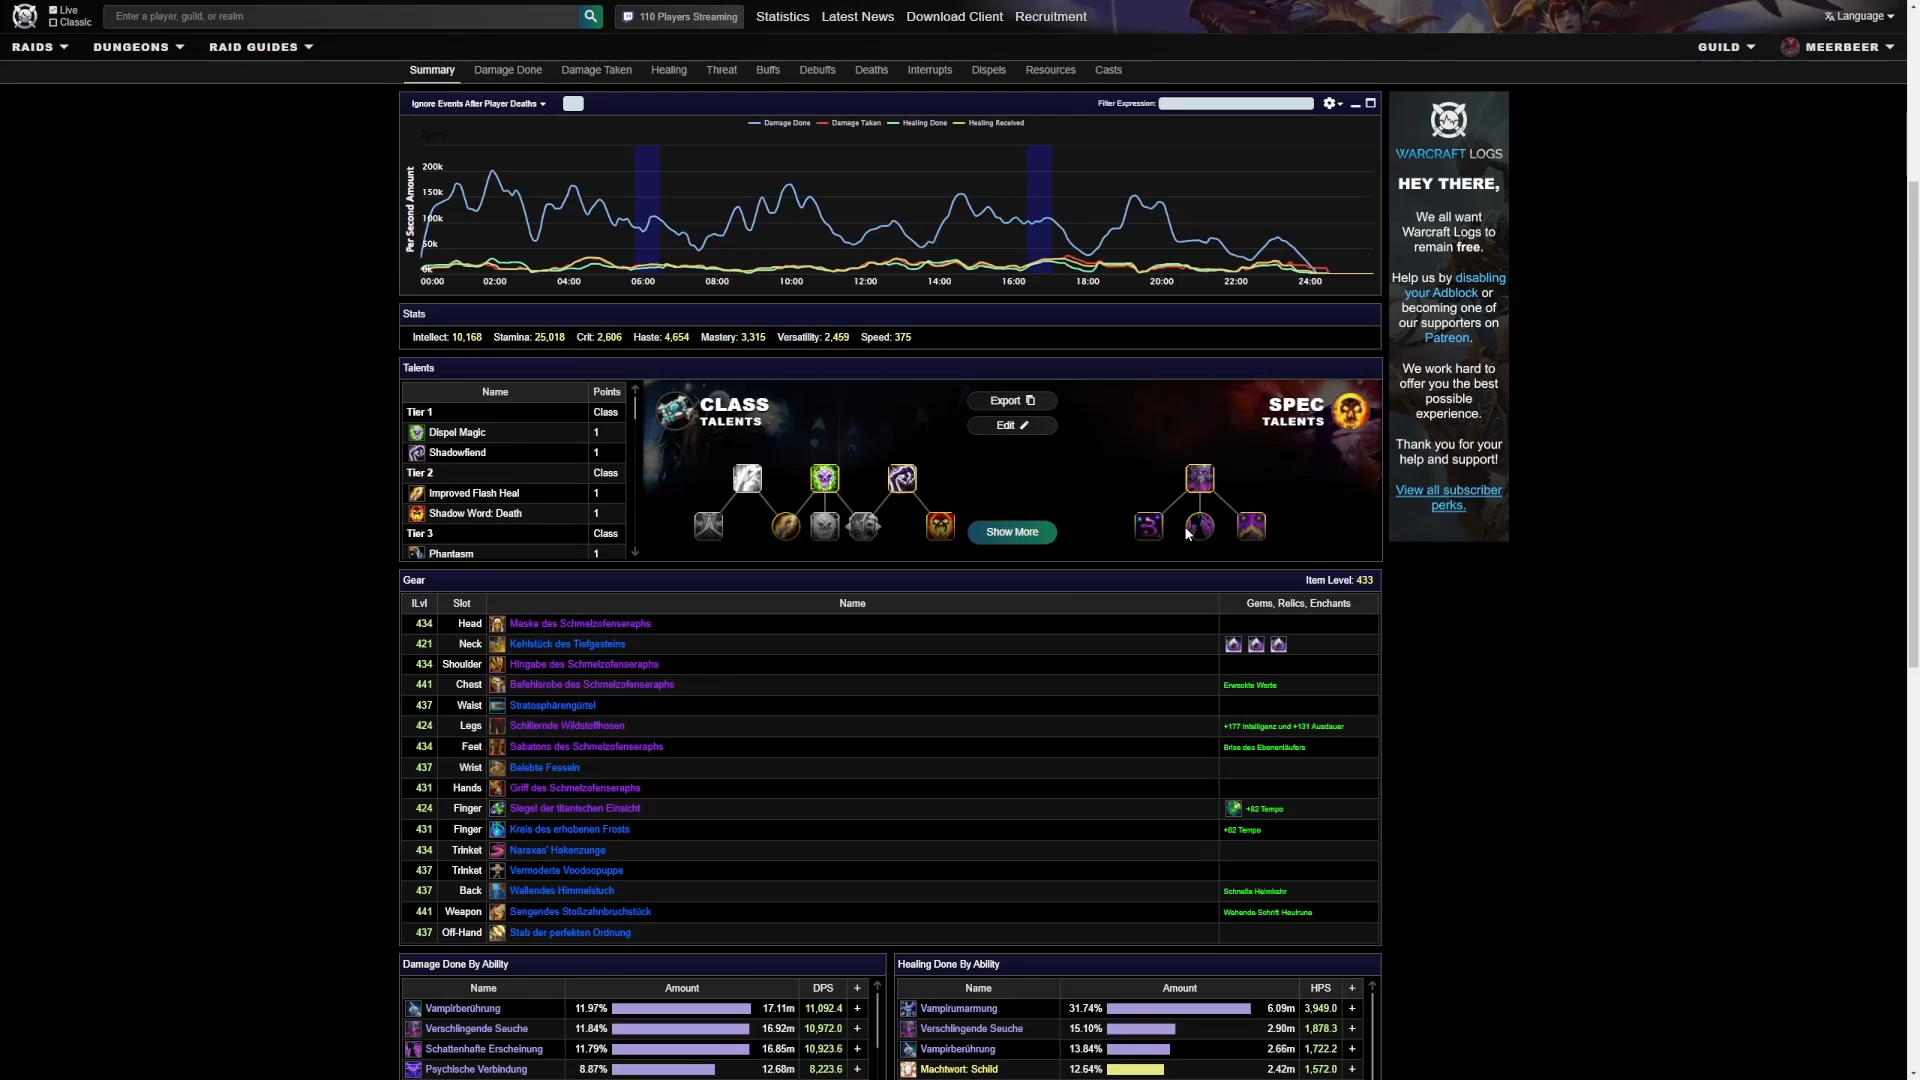 Live
Classic
Enter a player, guild, or realm
110 Players Streaming
Statistics
Latest News
Download Client
Recruitment
Language
RAIDS
DUNGEONS
RAID GUIDES
GUILD
MEERBEER
Summary
Damage Done
Damage Taken
Healing
Threat
Buffs
Debuffs
Deaths
Interrupts
Dispels
Resources
Casts
Ignore Events After Player Deaths
Filter Expression:
Damage Done
Damage Taken
Healing Done
Healing Received
Zoom
Per Second Amount
200k
150k
100k
50k
0k
00:00 02:00 04:00 06:00 08:00 10:00 12:00 14:00 16:00 18:00 20:00 22:00 24:00
Stats
Intellect: 10,168 Stamina: 25,018 Crit: 2,606 Haste: 4,654 Mastery: 3,315 Versatility: 2,459 Speed: 375
Talents
Name Points
Tier 1 Class
Dispel Magic 1
Shadowfiend 1
Tier 2 Class
Improved Flash Heal 1
Shadow Word: Death 1
Tier 3 Class
Phantasm 1
CLASS
TALENTS
Export
Edit
Show More
SPEC
TALENTS
Gear
Item Level: 433
ILvl Slot Name Gems, Relics, Enchants
434 Head Maske des Schmelzofenseraphs
421 Neck Kehlstück des Tiefgesteins
434 Shoulder Hingabe des Schmelzofenseraphs
441 Chest Befehlsrobe des Schmelzofenseraphs Erweckte Werte
437 Waist Stratosphärengürtel
424 Legs Schillernde Wildstoffhosen +177 Intelligenz und +131 Ausdauer
434 Feet Sabatons des Schmelzofenseraphs Brise des Ebenenläufers
437 Wrist Belebte Fesseln
431 Hands Griff des Schmelzofenseraphs
424 Finger Siegel der titanischen Einsicht +82 Tempo
431 Finger Kreis des erhobenen Frosts +82 Tempo
434 Trinket Naraxas' Hakenzunge
437 Trinket Vermoderte Voodoopuppe
437 Back Wallendes Himmelstuch Schnelle Heimkehr
441 Weapon Sengendes Stoßzahnbruchstück Wehende Schrift Heulrune
437 Off-Hand Stab der perfekten Ordnung
Damage Done By Ability
Name Amount DPS +
Vampirberührung 11.97% 17.11m 11,092.4 +
Verschlingende Seuche 11.84% 16.92m 10,972.0 +
Schattenhafte Erscheinung 11.79% 16.85m 10,923.6 +
Psychische Verbindung 8.87% 12.68m 8,223.6 +
Healing Done By Ability
Name Amount HPS +
Vampirumarmung 31.74% 6.09m 3,949.0 +
Verschlingende Seuche 15.10% 2.90m 1,878.3 +
Vampirberührung 13.84% 2.66m 1,722.2 +
Machtwort: Schild 12.64% 2.42m 1,572.0 +
WARCRAFT LOGS
HEY THERE,
We all want
Warcraft Logs to
remain free.
Help us by disabling
your Adblock or
becoming one of
our supporters on
Patreon.
We work hard to
offer you the best
possible
experience.
Thank you for your
help and support!
View all subscriber
perks.